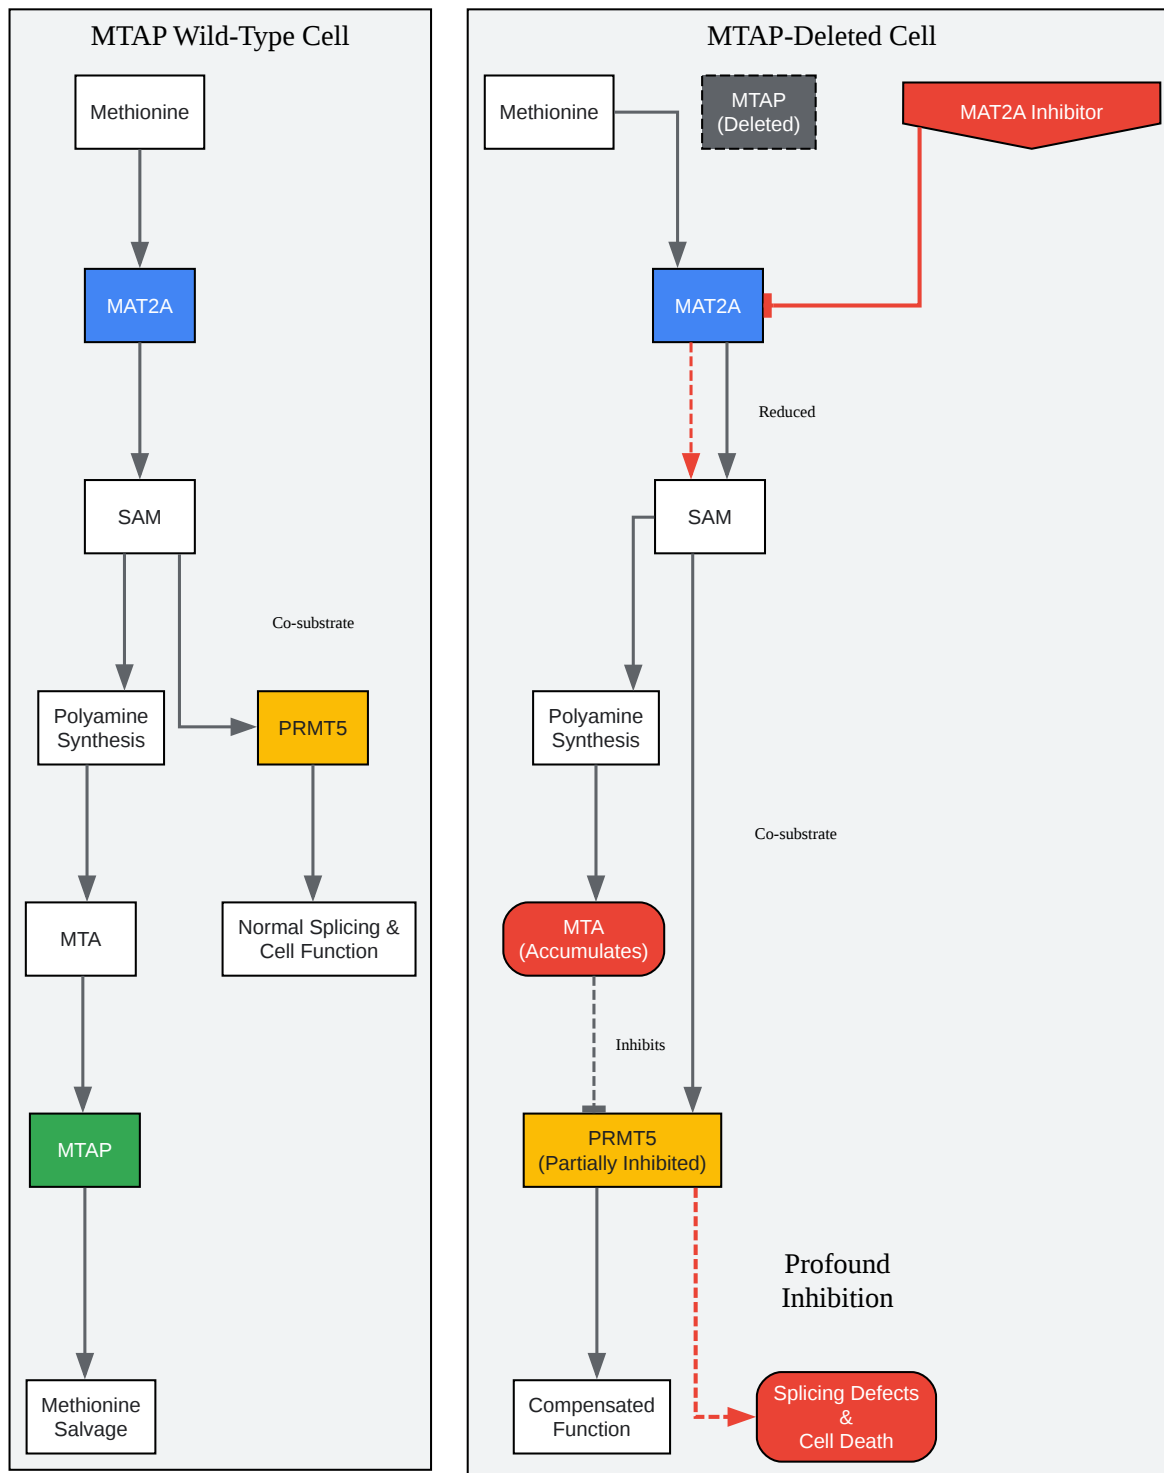 MTAP Wild-Type Cell
Methionine
MAT2A
SAM
Co-substrate
Polyamine
Synthesis
PRMT5
MTA
Normal Splicing &
Cell Function
MTAP
Methionine
Salvage
MTAP-Deleted Cell
Methionine
MTAP
(Deleted)
MAT2A Inhibitor
MAT2A
Reduced
SAM
Polyamine
Synthesis
Co-substrate
MTA
(Accumulates)
Inhibits
PRMT5
(Partially Inhibited)
Profound
Inhibition
Compensated
Function
Splicing Defects
&
Cell Death